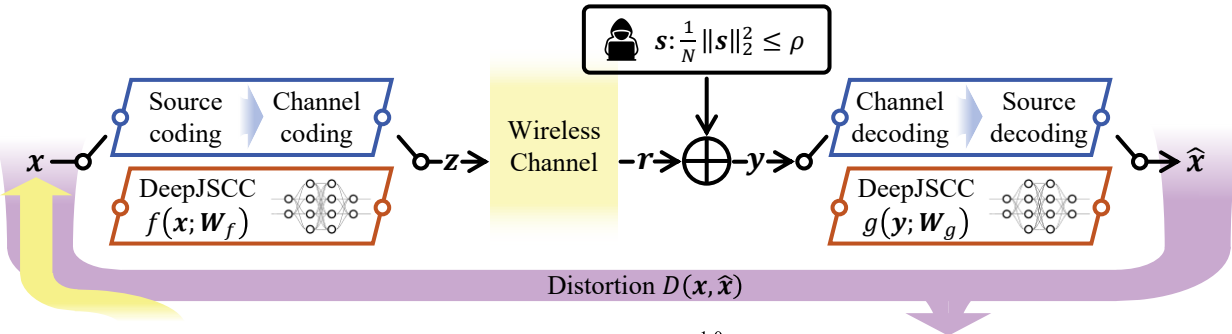 s: 1/N ‖s‖₂² ≤ ρ
Source coding
Channel coding
Wireless Channel
Channel decoding
Source decoding
x
z
r
y
x̂
DeepJSCC
f(x; W_f)
DeepJSCC
g(y; W_g)
Distortion D(x, x̂)